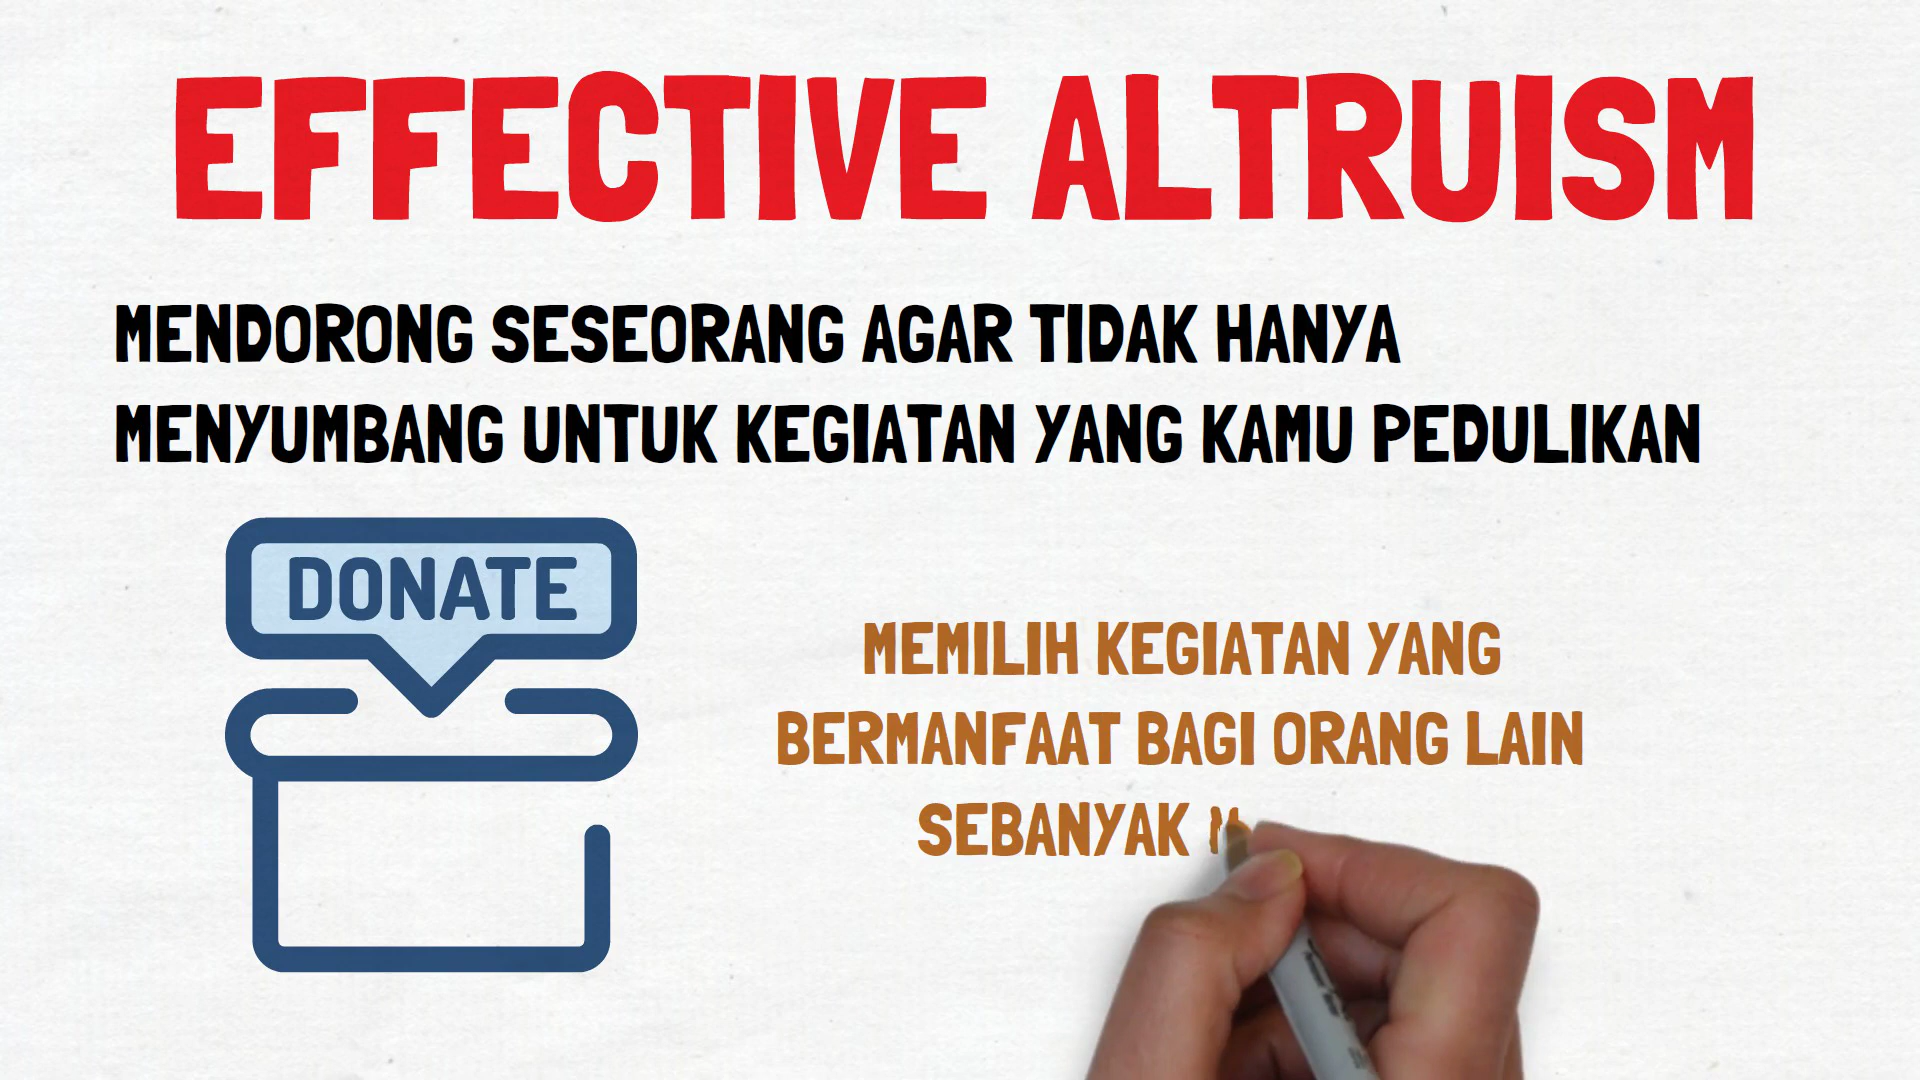 EFFECTIVE ALTRUISM
MENDORONG SESEORANG AGAR TIDAK HANYA
MENYUMBANG UNTUK KEGIATAN YANG KAMU PEDULIKAN
DONATE
MEMILIH KEGIATAN YANG
BERMANFAAT BAGI ORANG LAIN
SEBANYAK